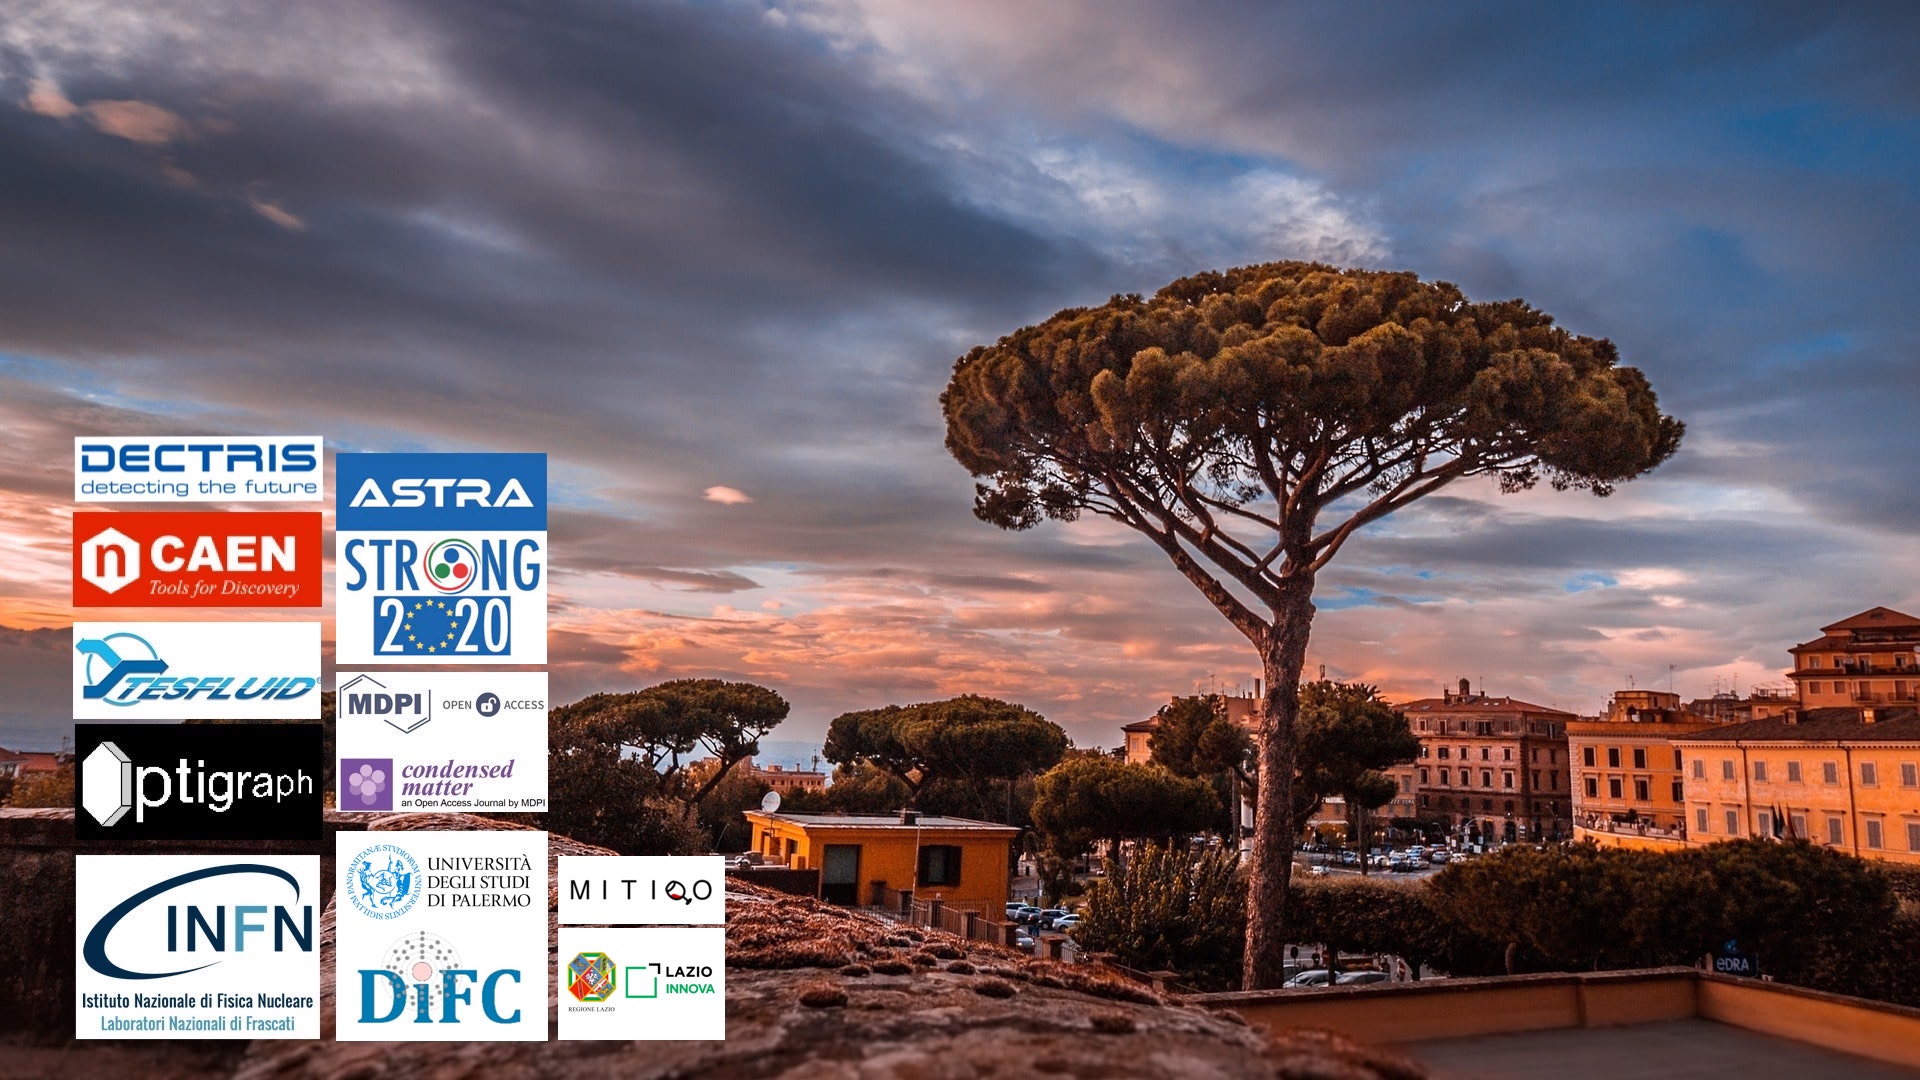 DECTRIS
detecting the future
n CAEN
Tools for Discovery
TESFLUID®
Optigraph
INFN
Istituto Nazionale di Fisica Nucleare
Laboratori Nazionali di Frascati
ASTRA
STRONG
2020
MDPI
OPEN ACCESS
condensed
matter
an Open Access Journal by MDPI
UNIVERSITÀ
DEGLI STUDI
DI PALERMO
DiFC
MITIQO
REGIONE LAZIO
LAZIO
INNOVA
eDRA